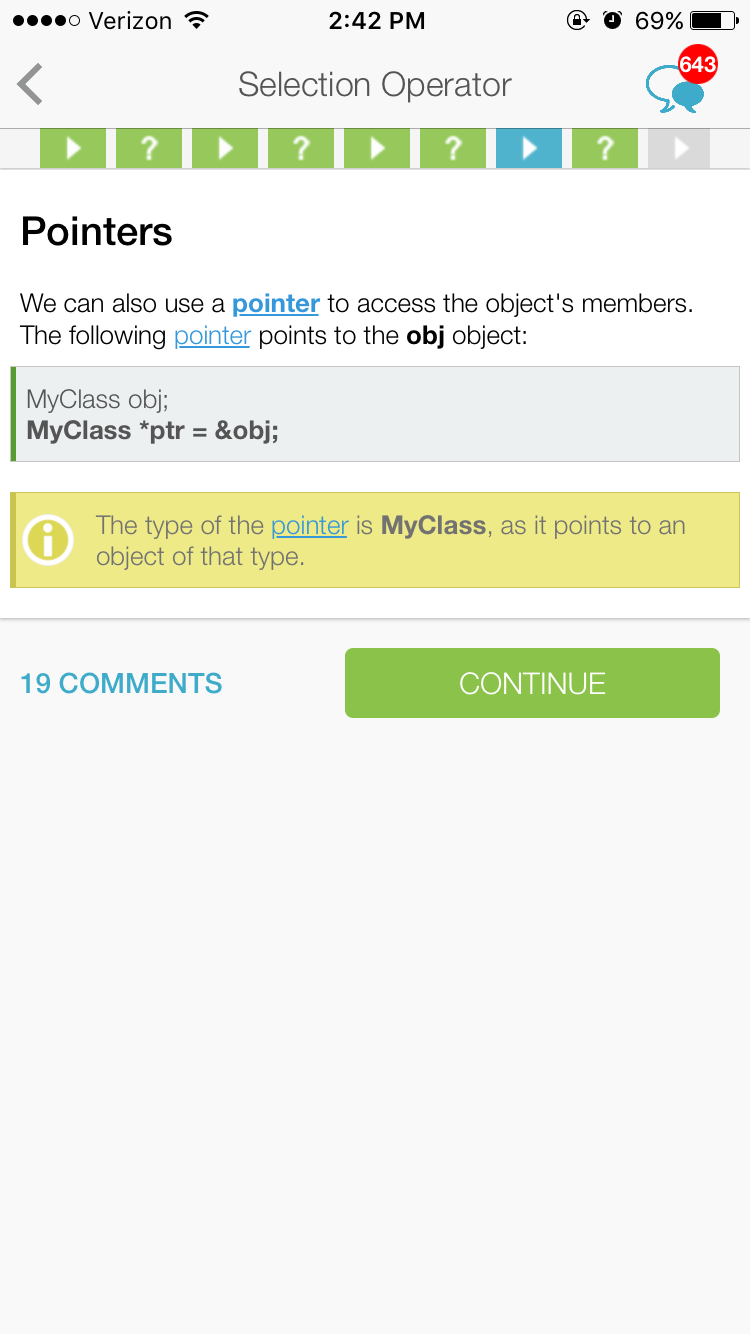 Verizon 2:42 PM 69%
Selection Operator 643
? ? ? ?
Pointers
We can also use a pointer to access the object's members.
The following pointer points to the obj object:
MyClass obj;
MyClass *ptr = &obj;
The type of the pointer is MyClass, as it points to an
object of that type.
19 COMMENTS CONTINUE